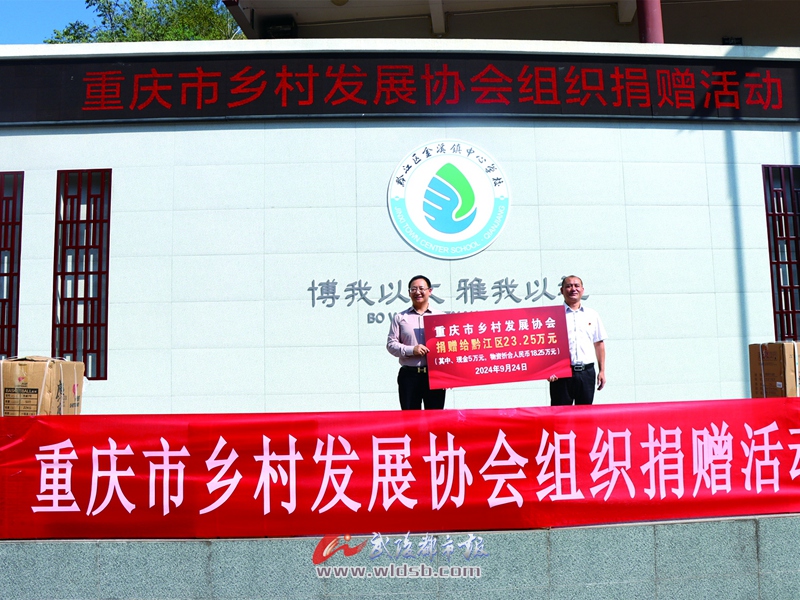 重庆市乡村发展协会组织捐赠活动
黔江区金溪镇中心学校
TOWN CENTER SCHOOL QIANJIANG
博我以文 雅我以
BO
重庆市乡村发展协会
捐赠给黔江区23.25万元
（其中，现金5万元，物资折合人民币18.25万元）
2024年9月24日
重庆市乡村发展协会组织捐赠活动
武陵都市报
www.wldsb.com